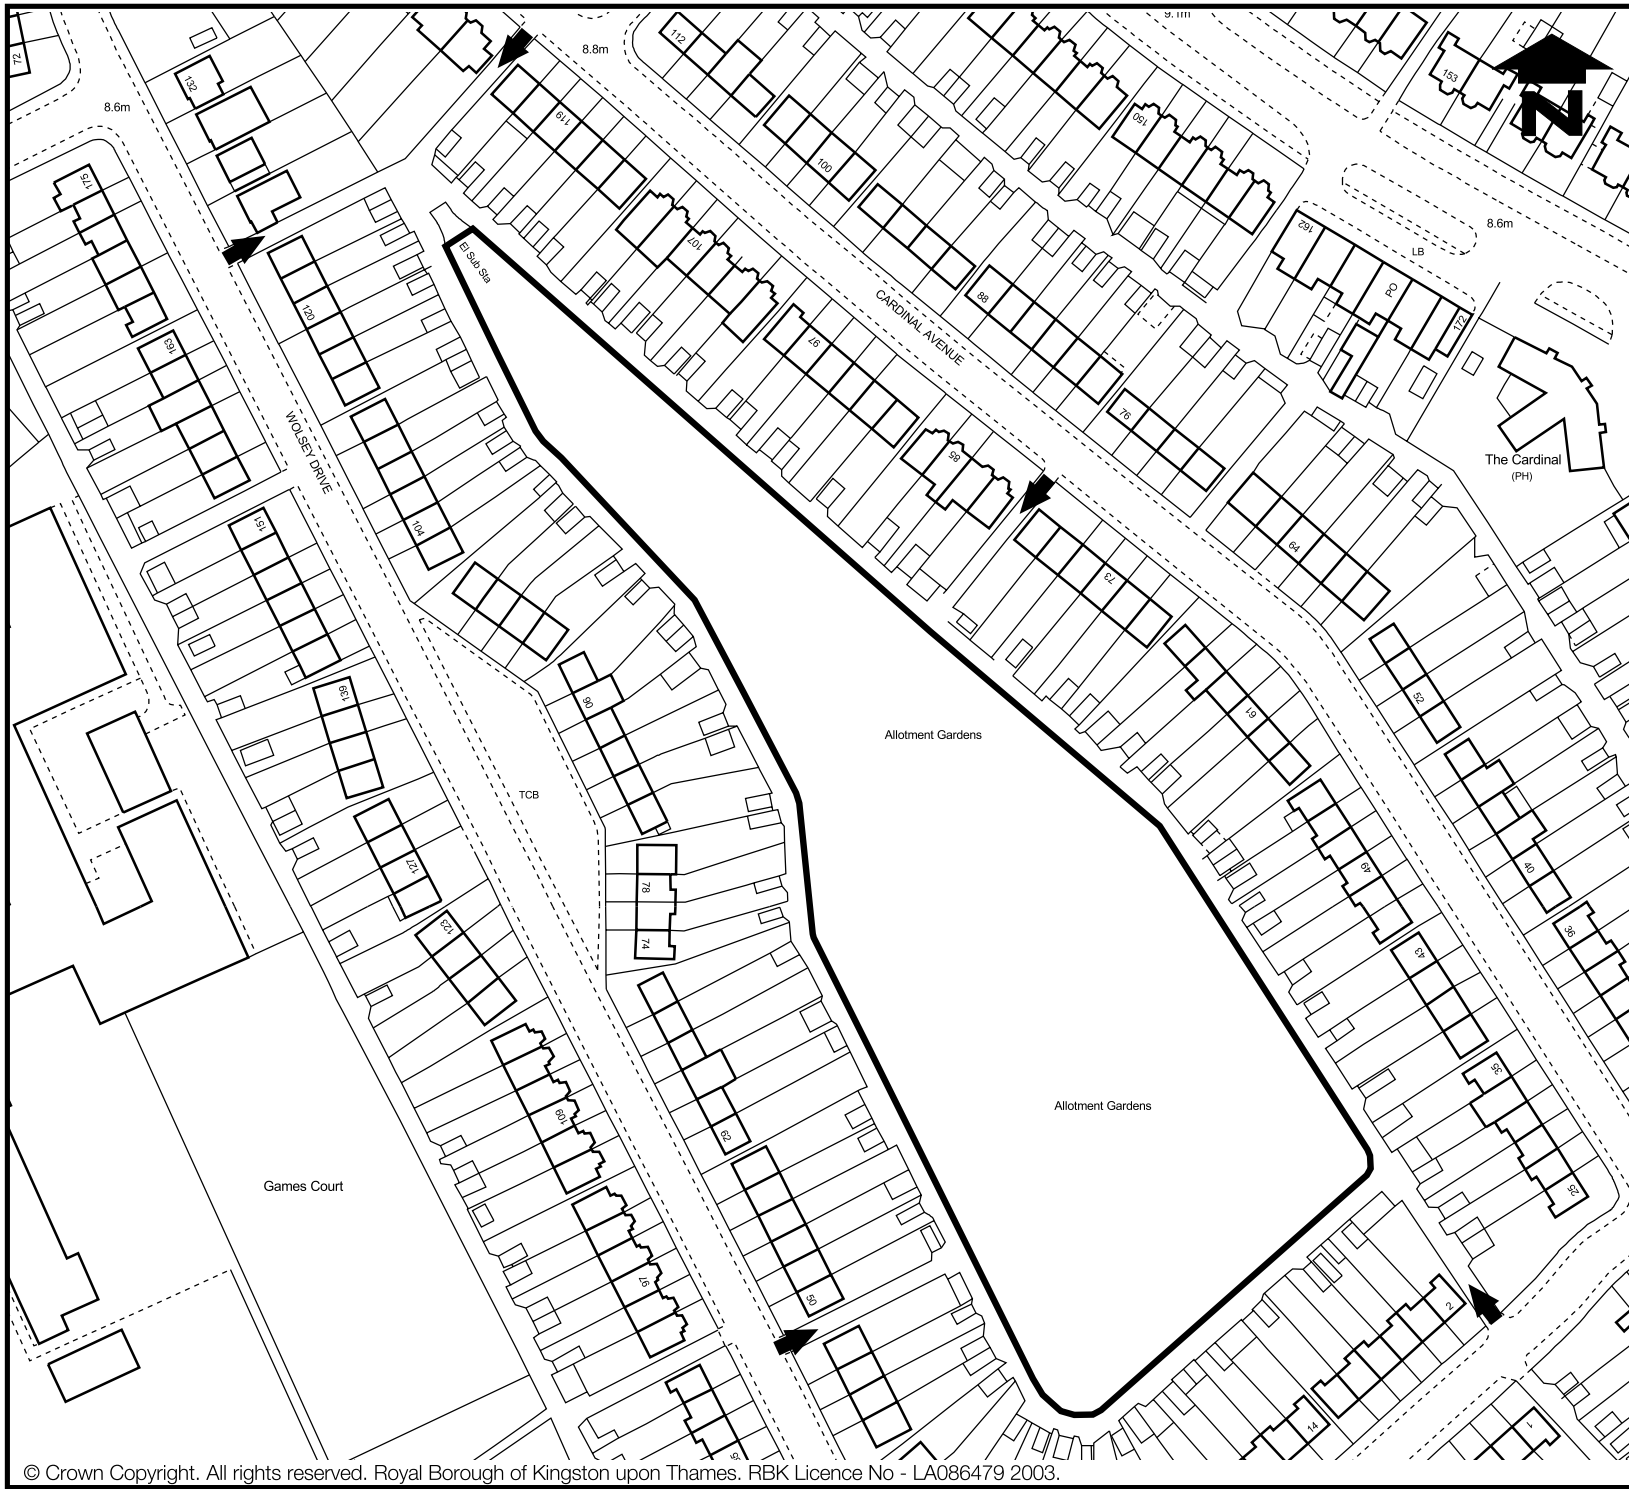 9.1m
8.8m
112
72
132
153
8.6m
119
150
100
175
162
8.6m
107
LB
El Sub Sta
PO
120
88
CARDINAL AVENUE
172
163
97
WOLSEY DRIVE
76
85
The Cardinal
(PH)
151
104
64
73
139
90
52
61
Allotment Gardens
TCB
127
49
40
78
123
36
74
43
35
109
Allotment Gardens
62
Games Court
25
97
50
2
14
1
© Crown Copyright. All rights reserved. Royal Borough of Kingston upon Thames. RBK Licence No - LA086479 2003.
N